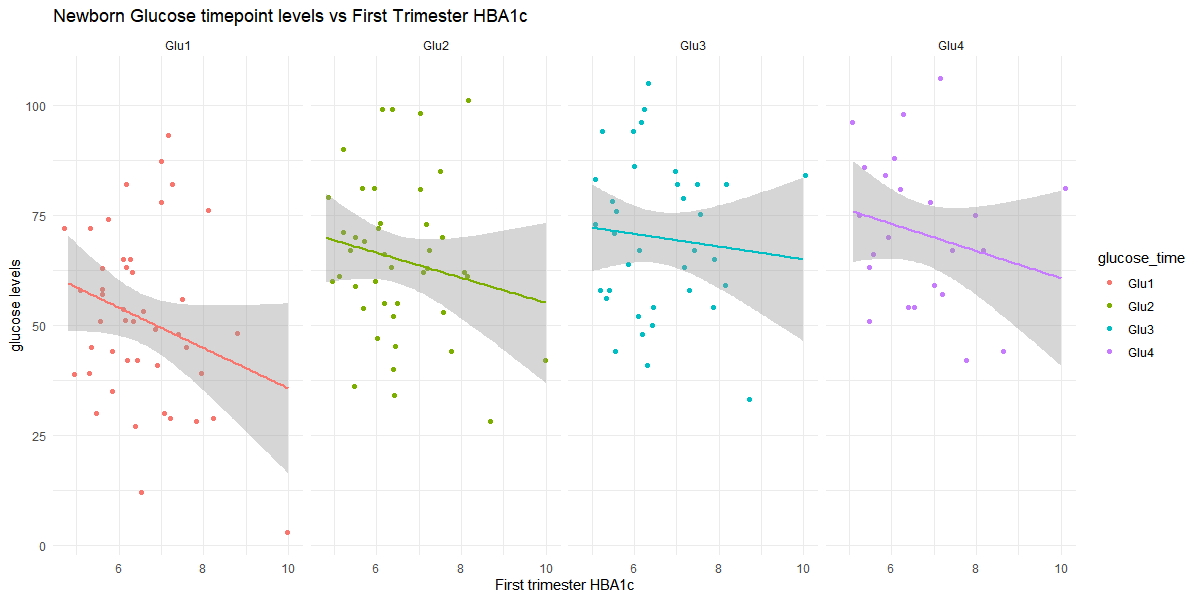 Newborn Glucose timepoint levels vs First Trimester HBA1c
Glu1 Glu2 Glu3 Glu4
glucose levels
100
75
50
25
0
6 8 10 6 8 10 6 8 10 6 8 10
First trimester HBA1c
glucose_time
Glu1
Glu2
Glu3
Glu4